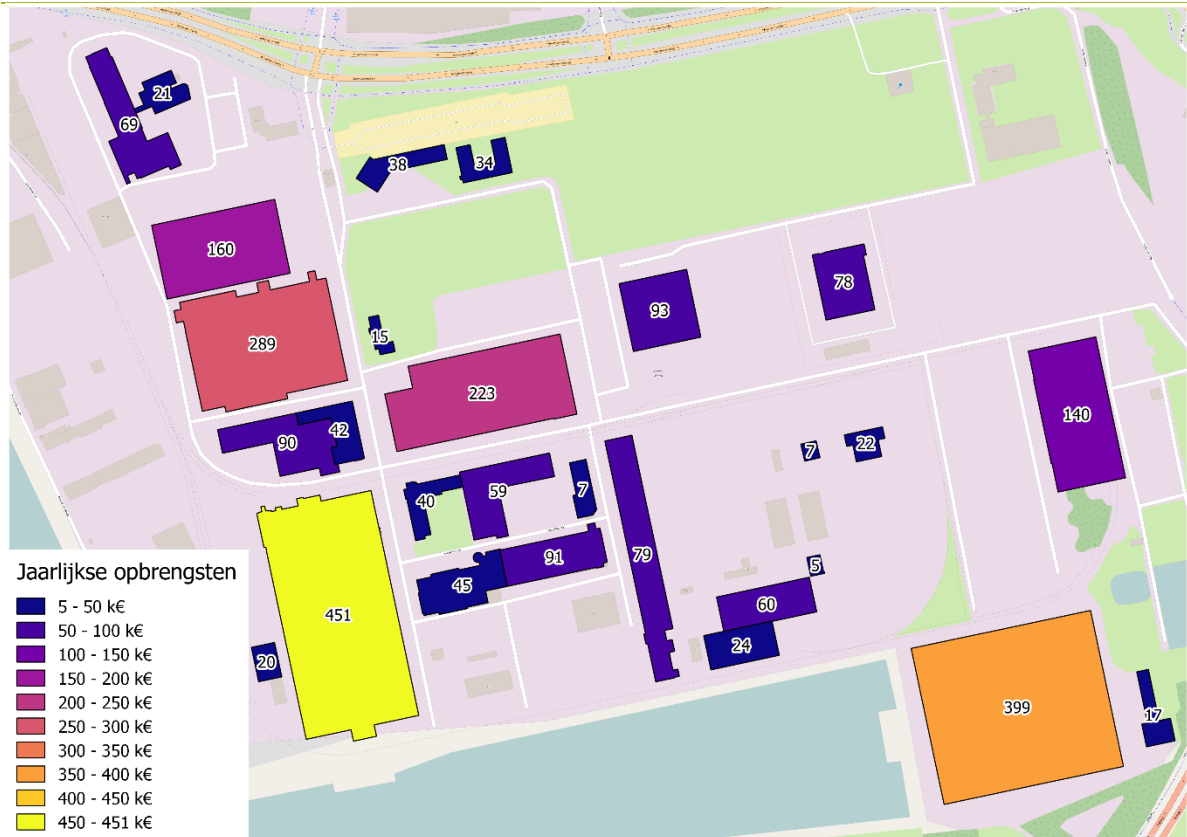 21
69
38
34
160
78
93
289
15
223
140
42
90
7
22
59
40
7
79
91
5
45
60
451
24
20
399
17
Jaarlijkse opbrengsten
5 - 50 k€
50 - 100 k€
100 - 150 k€
150 - 200 k€
200 - 250 k€
250 - 300 k€
300 - 350 k€
350 - 400 k€
400 - 450 k€
450 - 451 k€